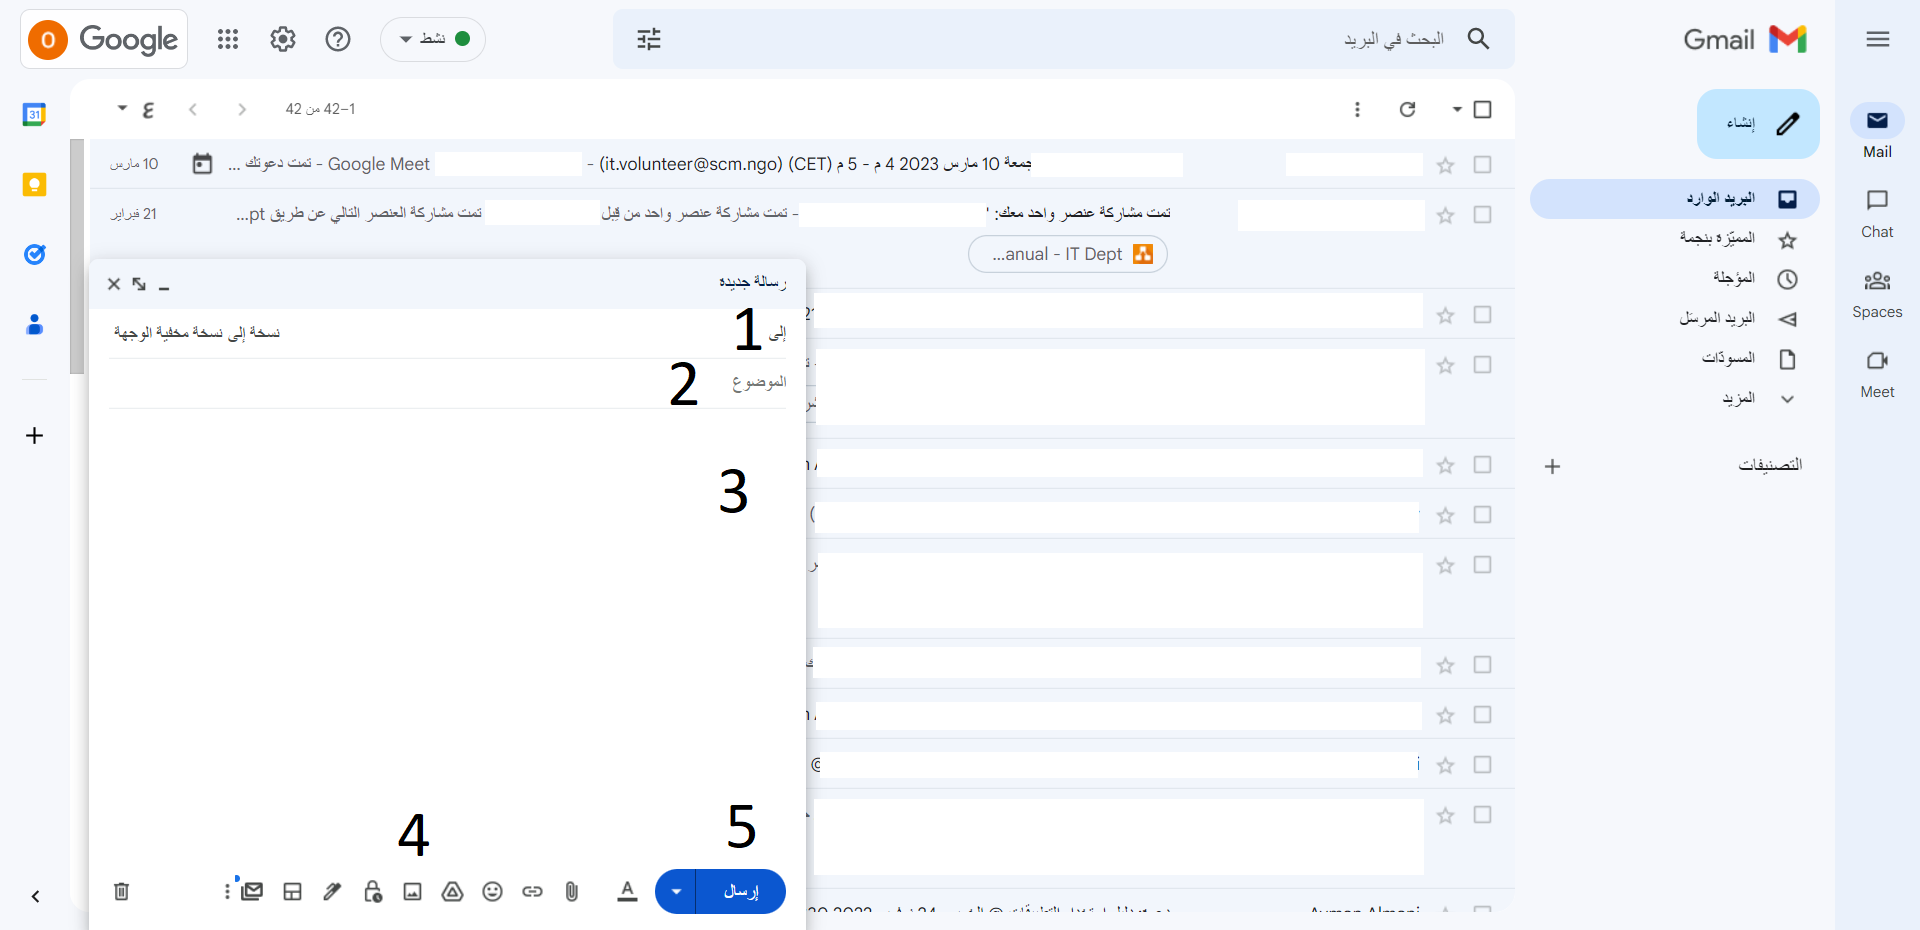 Gmail
البحث في البريد
نشط
Google
O
إنشاء
Mail
Chat
Spaces
Meet
البريد الوارد
المميّزة بنجمة
المؤجلة
البريد المرسَل
المسودّات
المزيد
التصنيفات
1–42 من 42
ع
جمعة 10 مارس 2023 4 م - 5 م (CET) (it.volunteer@scm.ngo) -
Google Meet - تمت دعوتك ...
10 مارس
تمت مشاركة عنصر واحد معك: "
- تمت مشاركة عنصر واحد من قِبل
تمت مشاركة العنصر التالي عن طريق pt...
21 فبراير
...anual - IT Dept
31
رسالة جديدة
إلى
1
نسخة إلى نسخة مخفية الوجهة
الموضوع
2
3
4
5
إرسال